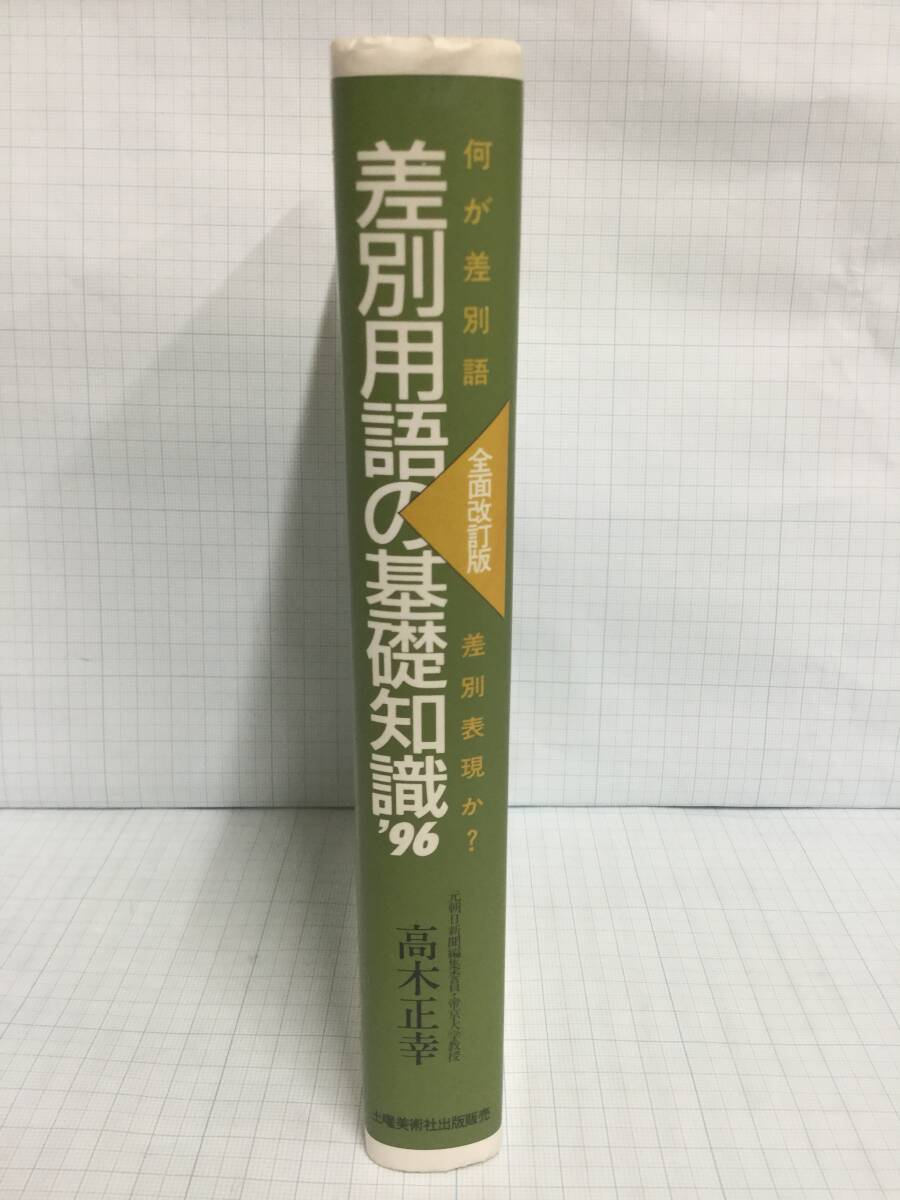 何が差別語
差別表現か?
全面改訂版
差別用語の基礎知識'96
元朝日新聞編集委員・帝京大学教授
高木正幸
土曜美術社出版販売